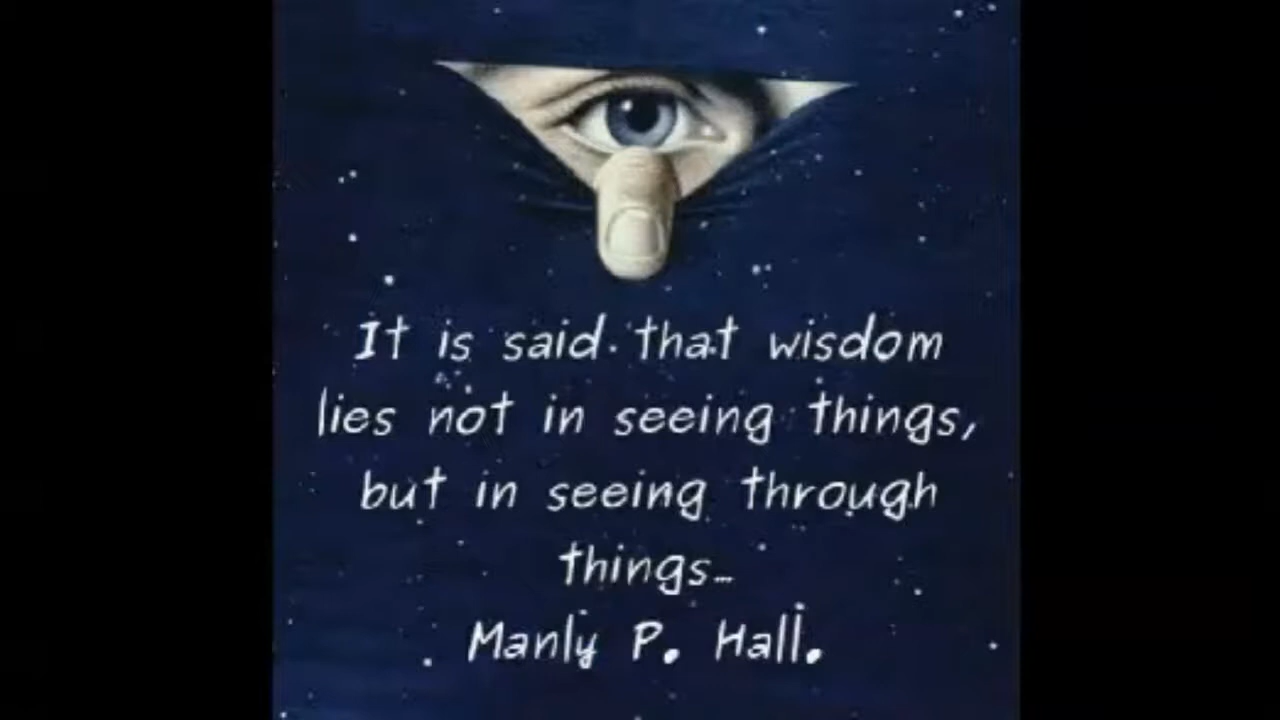 It is said that wisdom
lies not in seeing things,
but in seeing through
things...
Manly P. Hall.